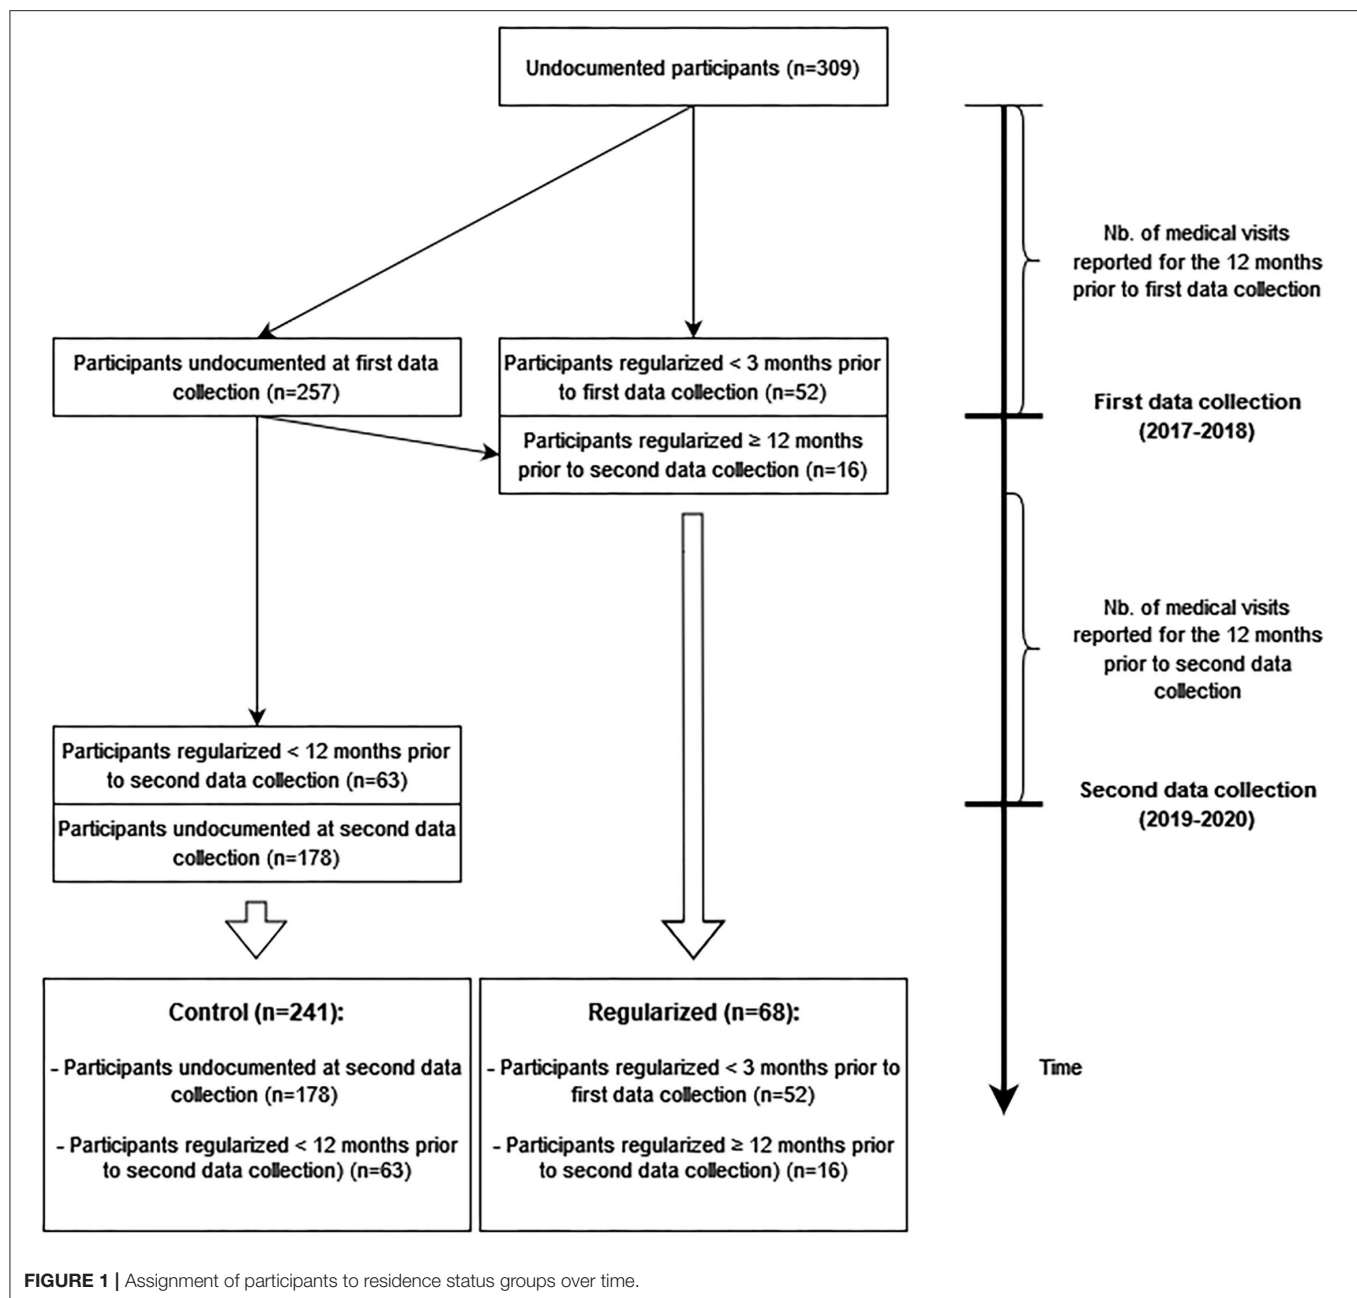 Undocumented participants (n=309)
Nb. of medical visits
reported for the 12 months
prior to first data collection
Participants undocumented at first data
collection (n=257)
Participants regularized < 3 months prior
to first data collection (n=52)
First data collection
(2017-2018)
Participants regularized ≥ 12 months
prior to second data collection (n=16)
Nb. of medical visits
reported for the 12 months
prior to second data
collection
Participants regularized < 12 months prior
to second data collection (n=63)
Second data collection
(2019-2020)
Participants undocumented at second data
collection (n=178)
Control (n=241):
- Participants undocumented at second data
collection (n=178)
- Participants regularized < 12 months prior
to second data collection) (n=63)
Regularized (n=68):
- Participants regularized < 3 months prior to
first data collection (n=52)
- Participants regularized ≥ 12 months prior
to second data collection) (n=16)
Time
FIGURE 1 | Assignment of participants to residence status groups over time.